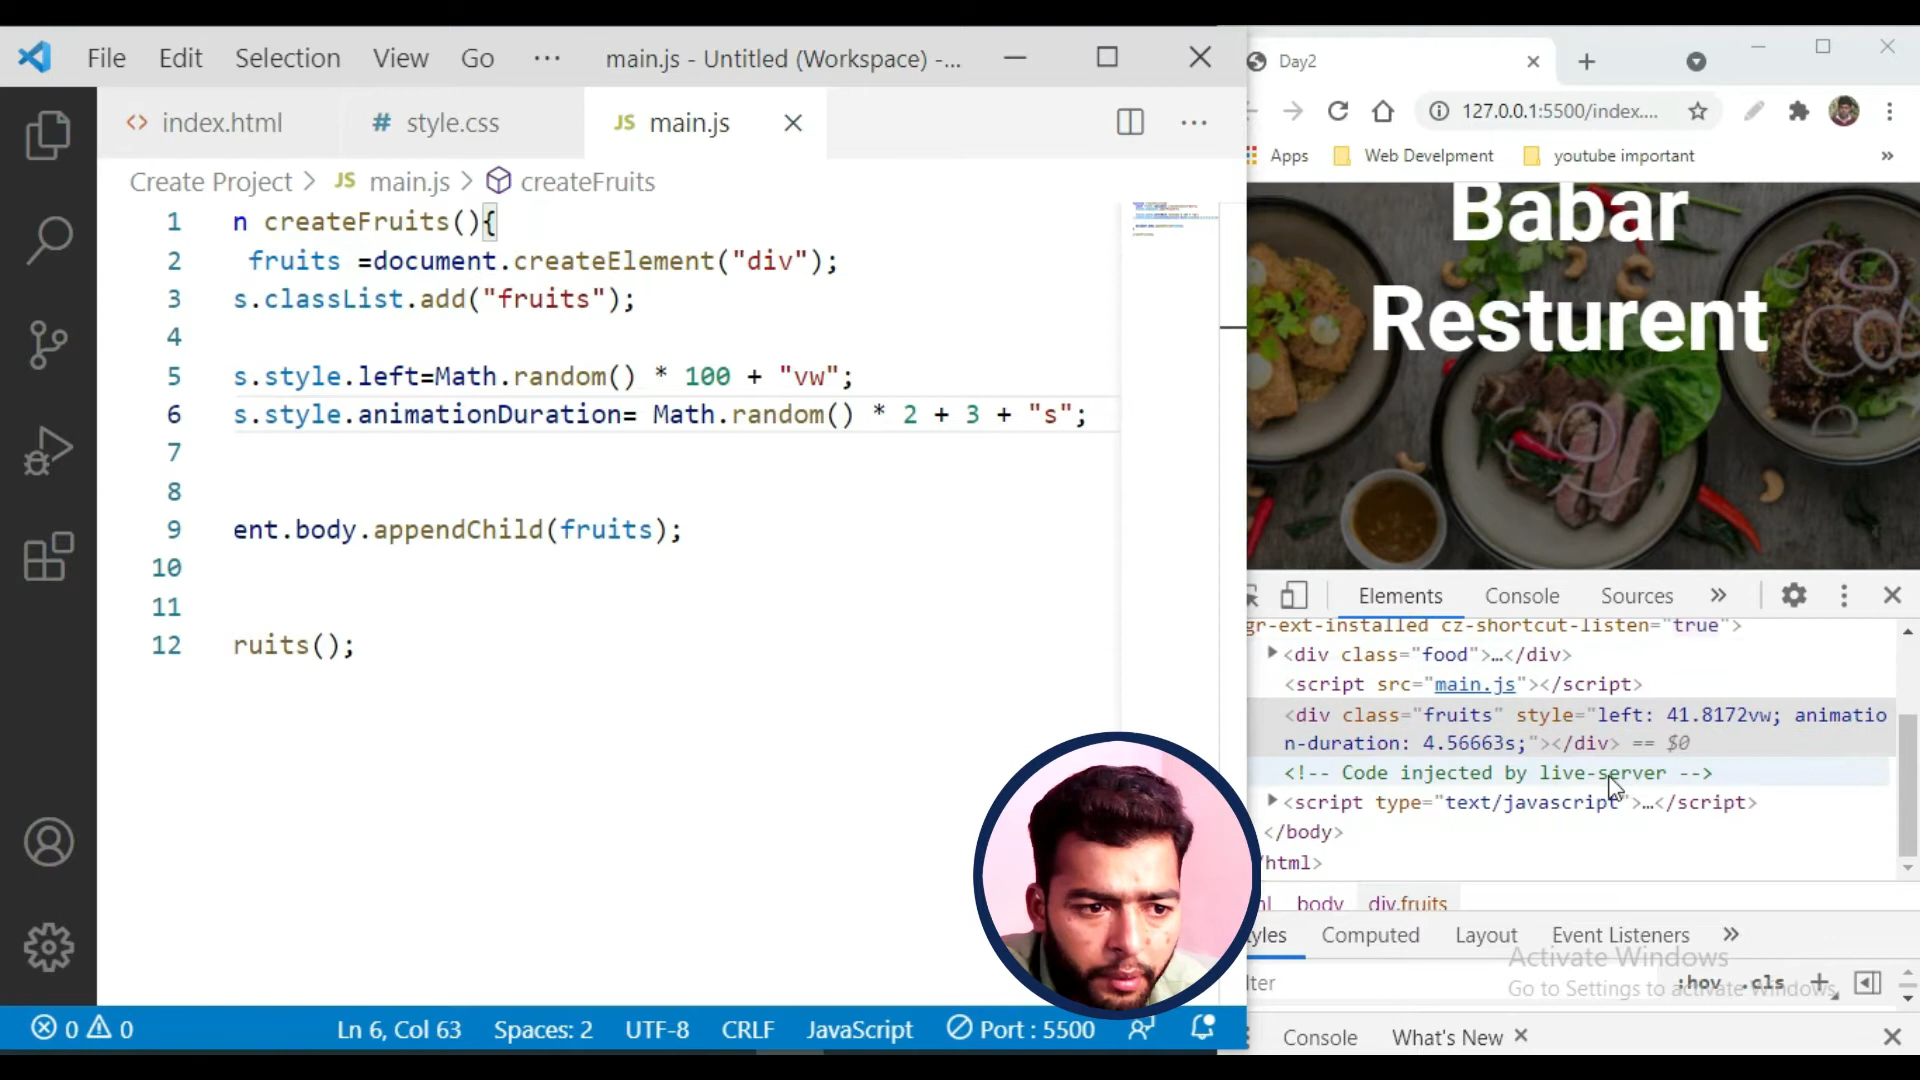 File Edit Selection View Go ··· main.js - Untitled (Workspace) -...
index.html # style.css JS main.js
Create Project > JS main.js > createFruits
1 n createFruits(){
2 fruits =document.createElement("div");
3 s.classList.add("fruits");
4
5 s.style.left=Math.random() * 100 + "vw";
6 s.style.animationDuration= Math.random() * 2 + 3 + "s";
7
8
9 ent.body.appendChild(fruits);
10
11
12 ruits();
0 0 Ln 6, Col 63 Spaces: 2 UTF-8 CRLF JavaScript Port : 5500
Day2
127.0.0.1:5500/index....
Apps Web Develpment youtube important »
Babar
Resturent
Elements Console Sources »
gr-ext-installed cz-shortcut-listen="true">
<div class="food">…</div>
<script src="main.js"></script>
<div class="fruits" style="left: 41.8172vw; animatio
n-duration: 4.56663s;"></div> == $0
<!-- Code injected by live-server -->
<script type="text/javascript">…</script>
</body>
/html>
ml body div.fruits
yles Computed Layout Event Listeners »
Activate Windows
lter :hov .cls +
Go to Settings to activate Windows.
Console What's New